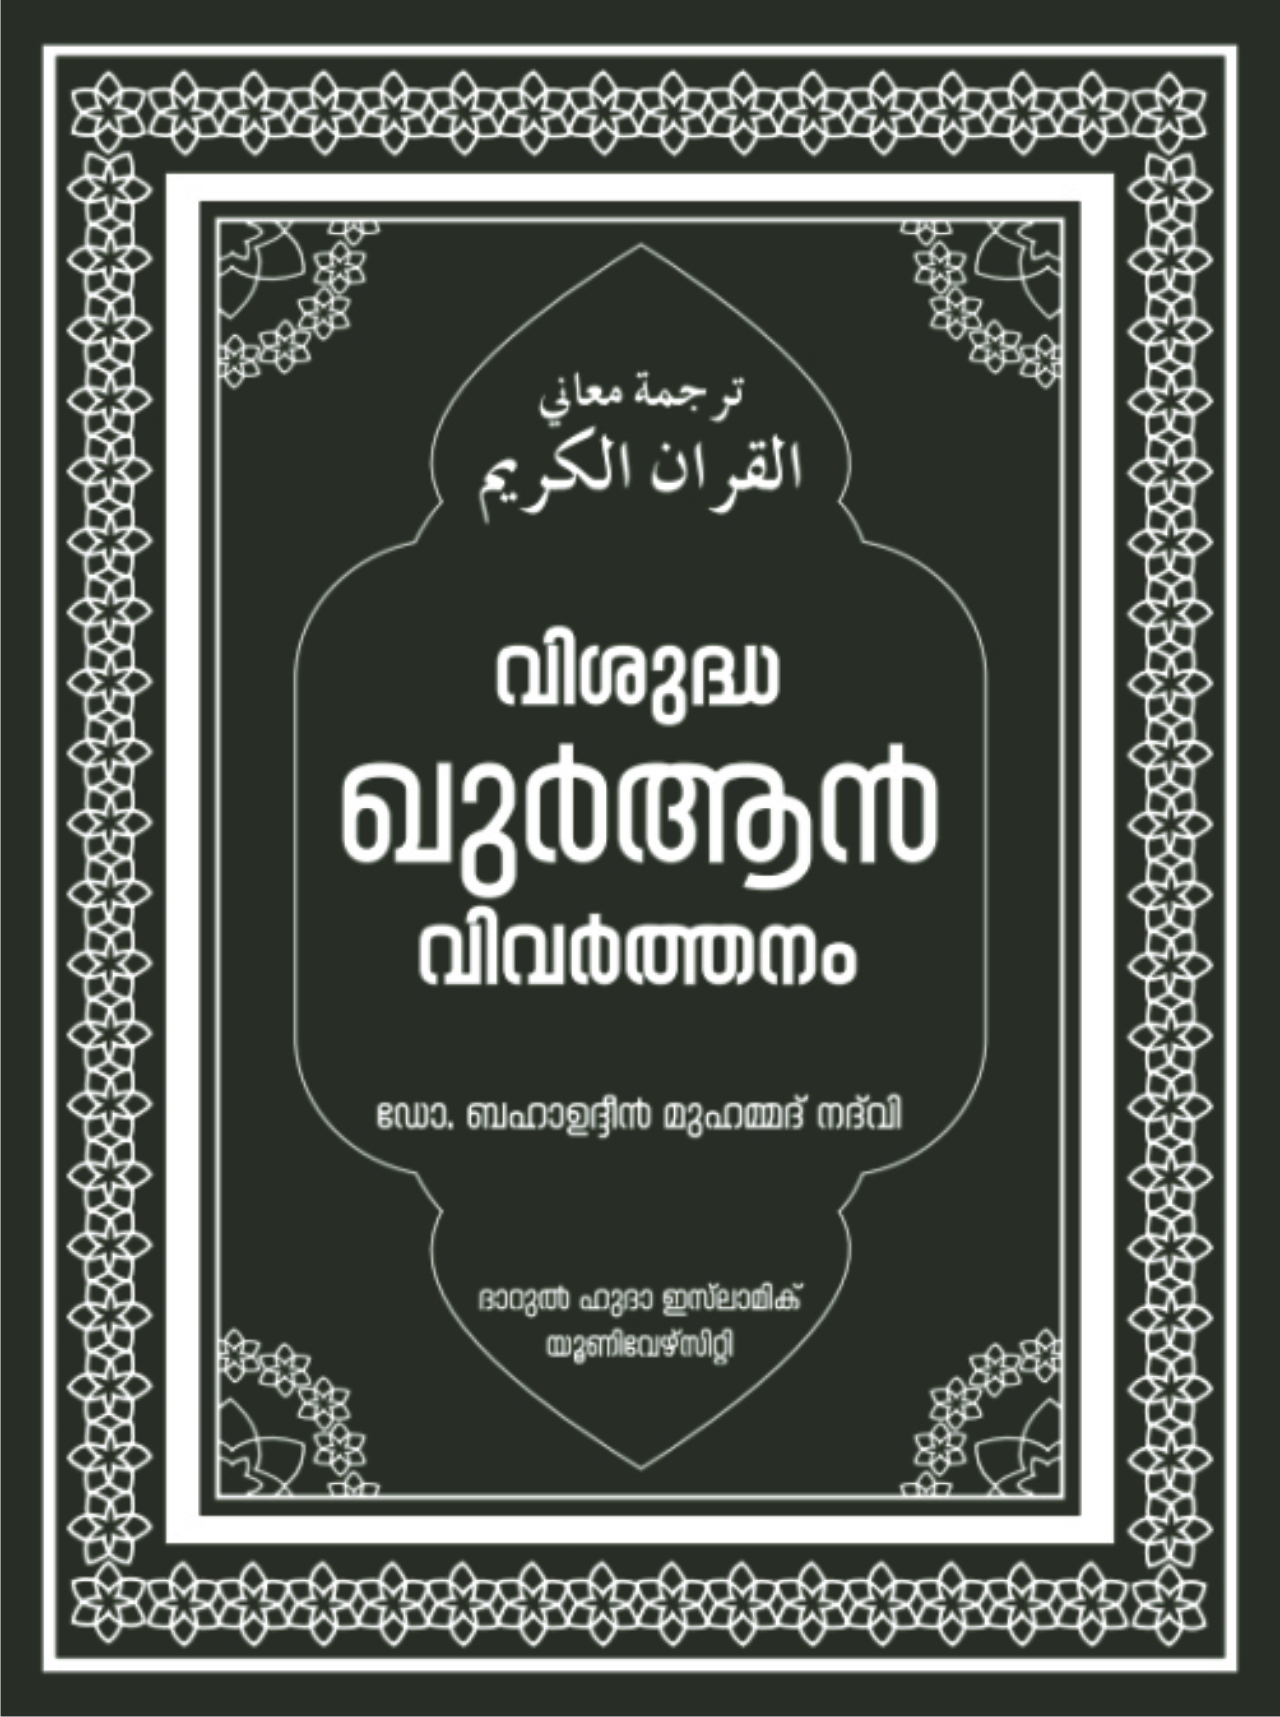 ترجمة معاني
القران الكريم
വിശുദ്ധ
ഖുർആൻ
വിവർത്തനം
ഡോ. ബഹാഉദ്ദീൻ മുഹമ്മദ് നദ്‌വി
ദാറുൽ ഹുദാ ഇസ്‌ലാമിക്
യൂണിവേഴ്സിറ്റി